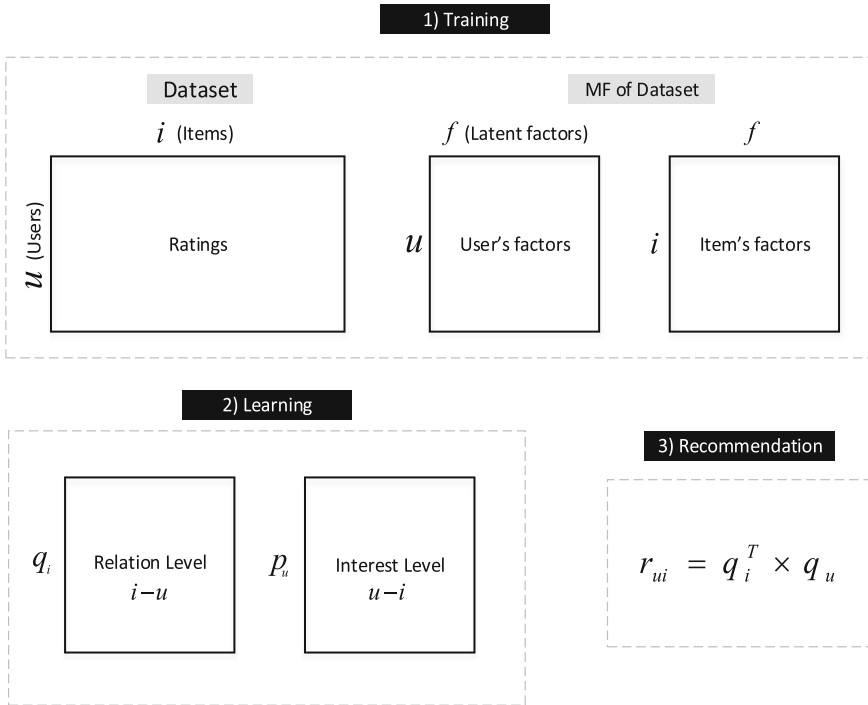 1) Training
Dataset
MF of Dataset
i (Items)
f (Latent factors)
f
u (Users)
Ratings
u
User's factors
i
Item's factors
2) Learning
3) Recommendation
q_i
Relation Level
i–u
p_u
Interest Level
u–i
r_ui = q_i^T × q_u